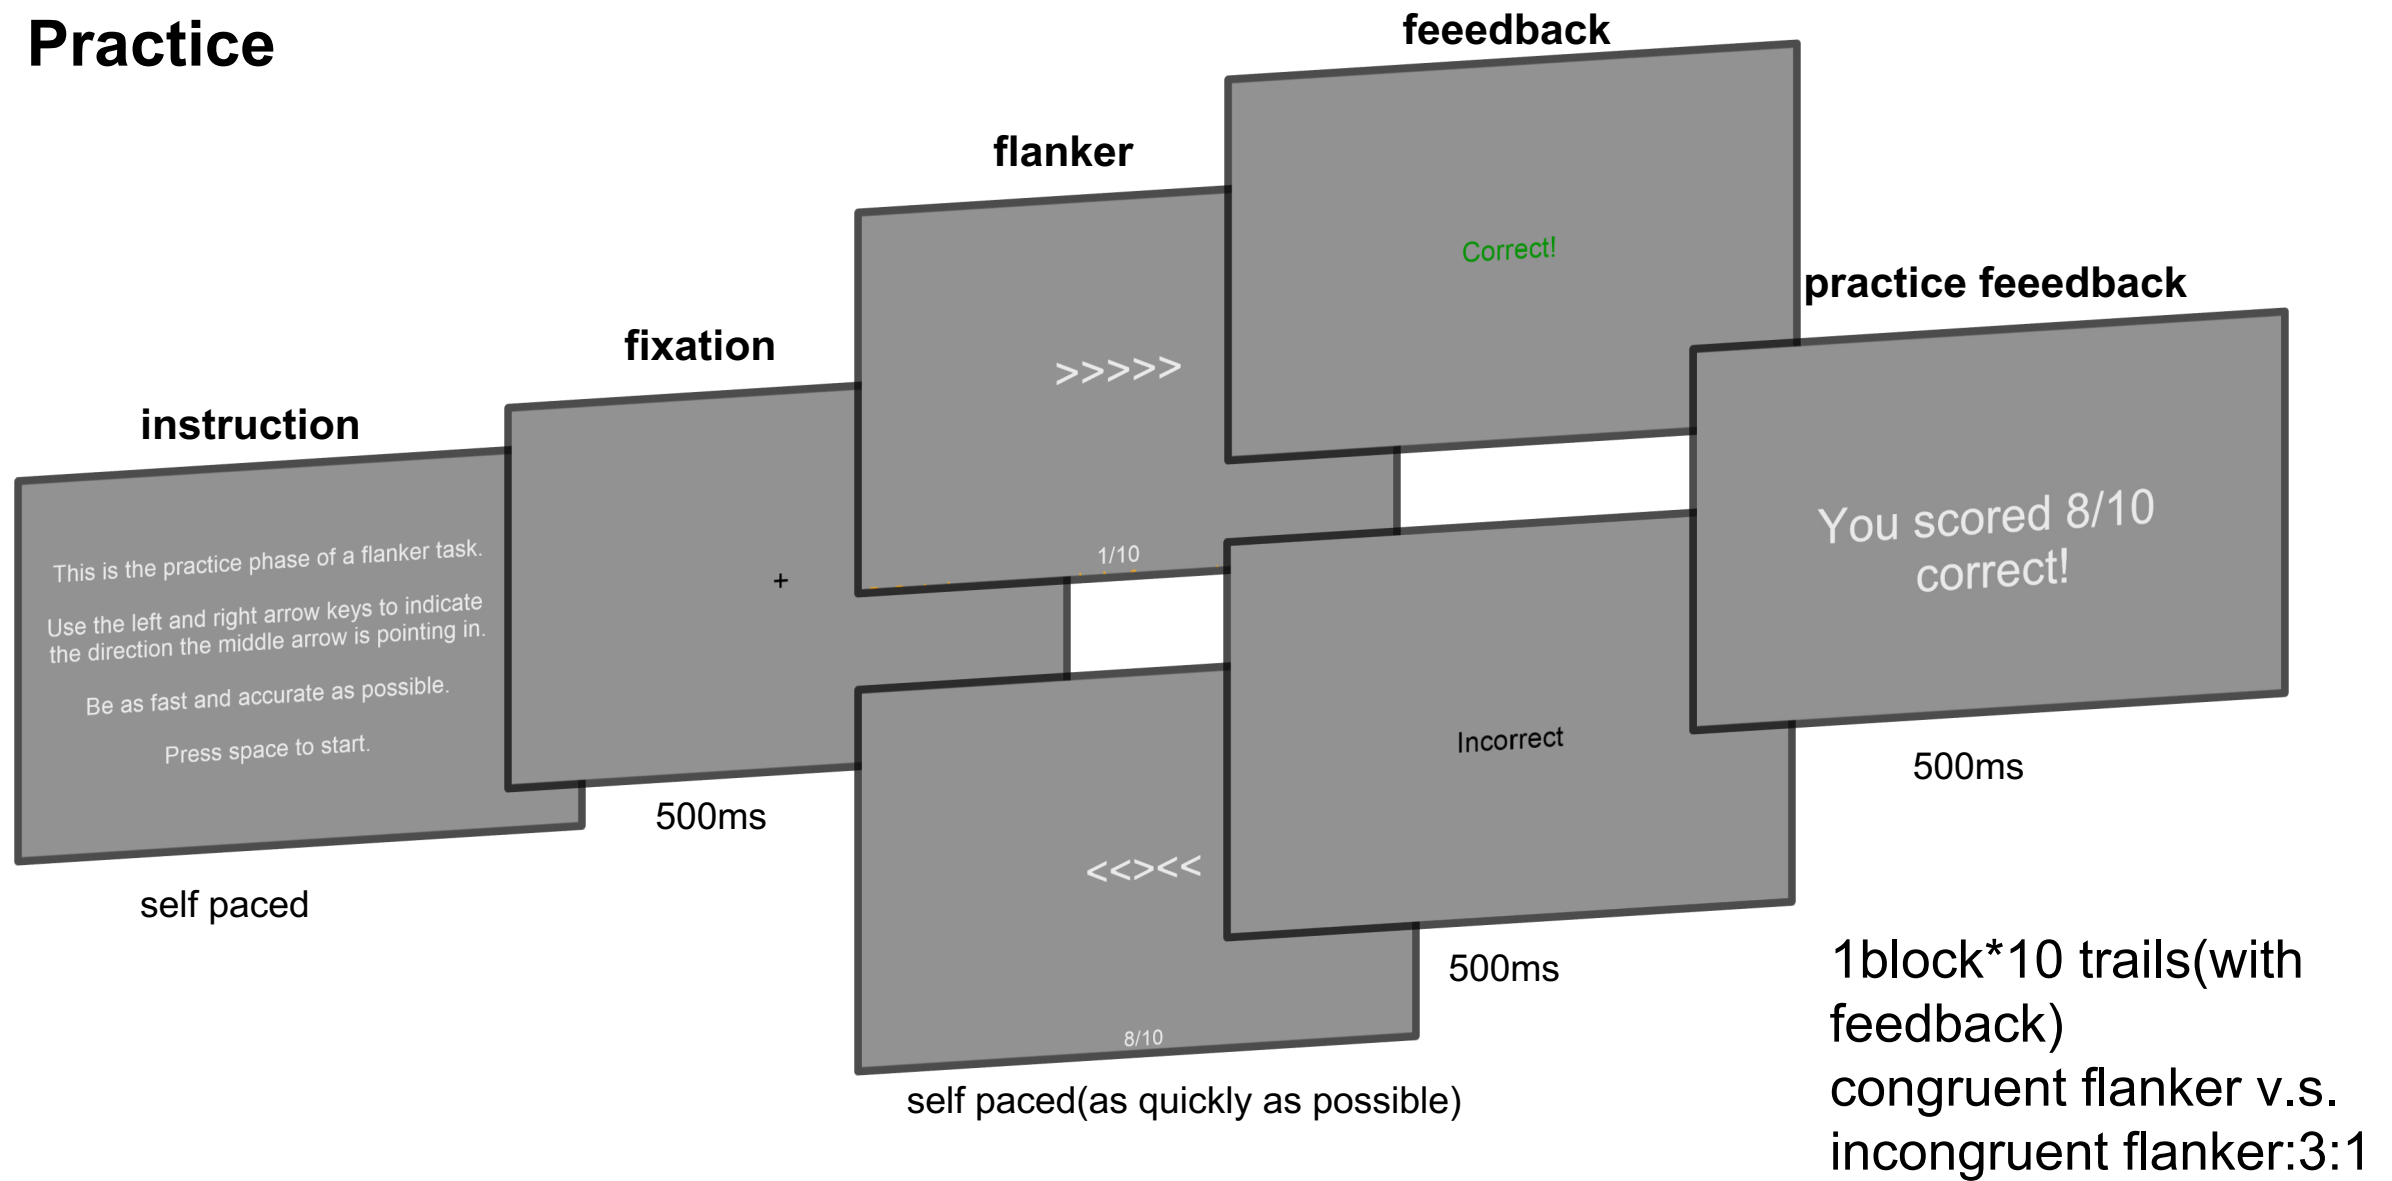 Practice
instruction
This is the practice phase of a flanker task.
Use the left and right arrow keys to indicate
the direction the middle arrow is pointing in.
Be as fast and accurate as possible.
Press space to start.
self paced
fixation
+
500ms
flanker
>>>>>
1/10
<<><<
8/10
self paced(as quickly as possible)
feeedback
Correct!
Incorrect
500ms
practice feeedback
You scored 8/10
correct!
500ms
1block*10 trails(with
feedback)
congruent flanker v.s.
incongruent flanker:3:1